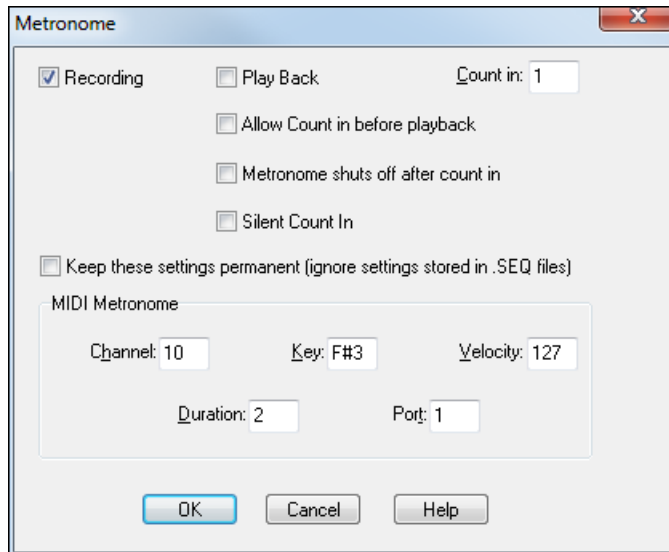 Metronome
Recording
Play Back
Count in: 1
Allow Count in before playback
Metronome shuts off after count in
Silent Count In
Keep these settings permanent (ignore settings stored in .SEQ files)
MIDI Metronome
Channel: 10
Key: F#3
Velocity: 127
Duration: 2
Port: 1
OK
Cancel
Help